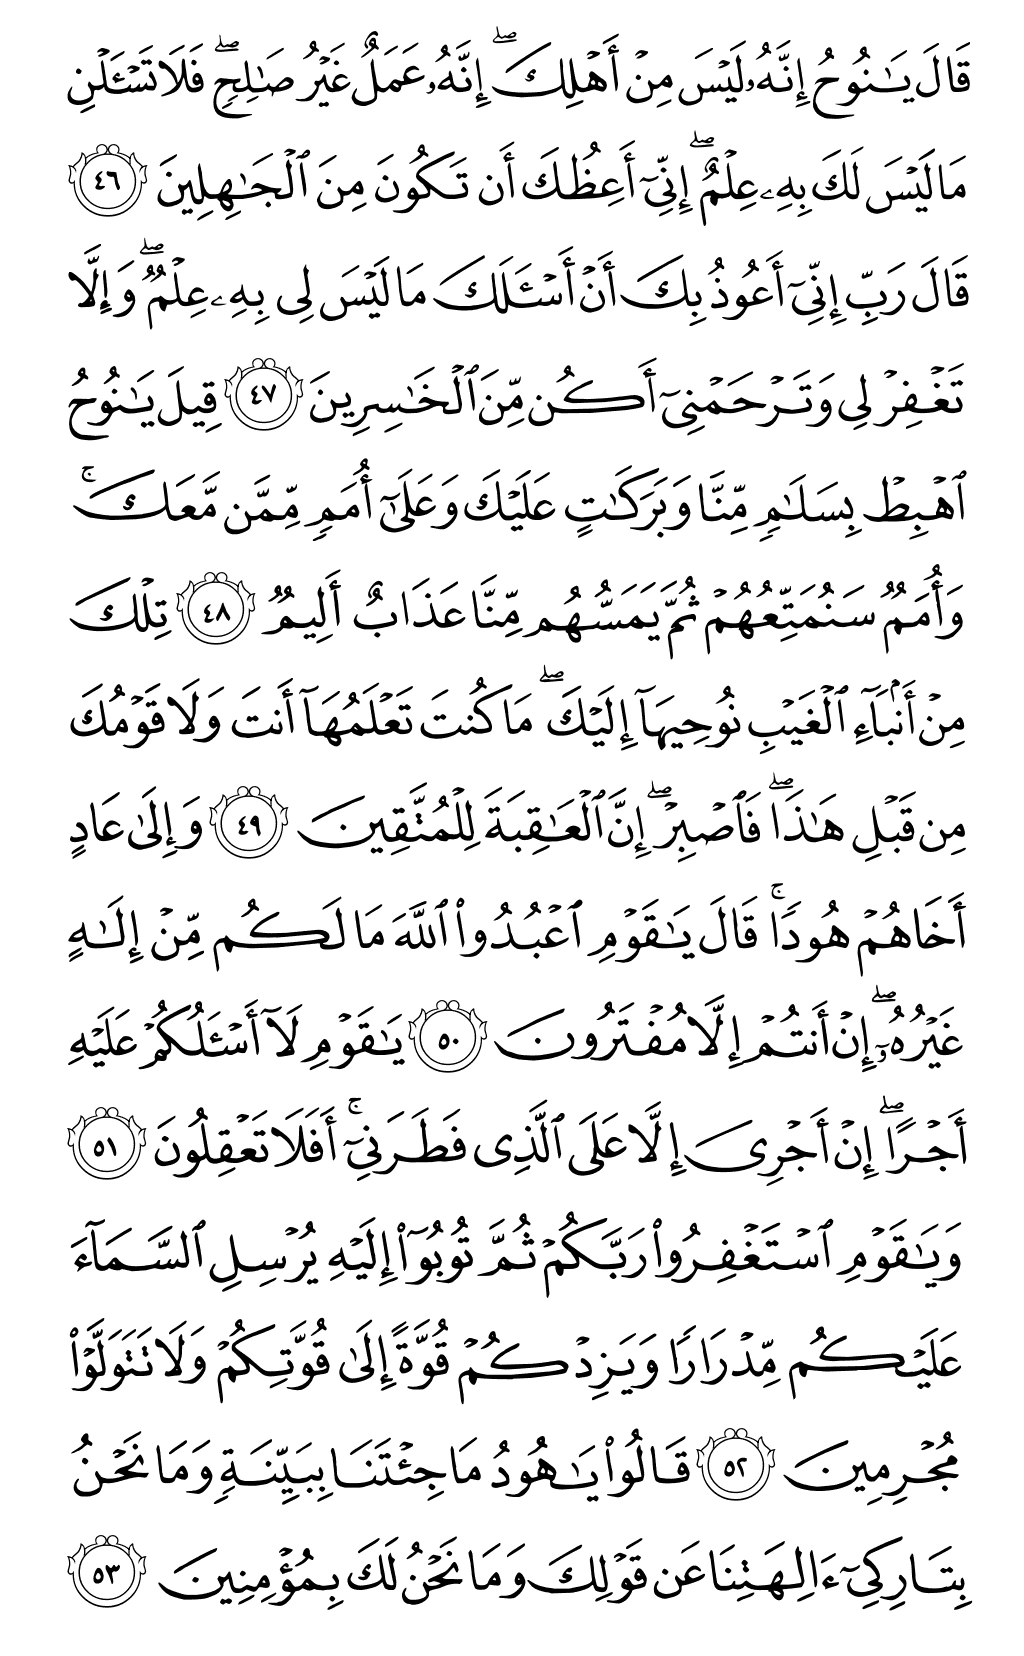 قَالَ يَٰنُوحُ إِنَّهُۥ لَيۡسَ مِنۡ أَهۡلِكَۖ إِنَّهُۥ عَمَلٌ غَيۡرُ صَٰلِحٖۖ فَلَا تَسۡـَٔلۡنِ
مَا لَيۡسَ لَكَ بِهِۦ عِلۡمٌۖ إِنِّيٓ أَعِظُكَ أَن تَكُونَ مِنَ ٱلۡجَٰهِلِينَ ٤٦
قَالَ رَبِّ إِنِّيٓ أَعُوذُ بِكَ أَنۡ أَسۡـَٔلَكَ مَا لَيۡسَ لِي بِهِۦ عِلۡمٞۖ وَإِلَّا
تَغۡفِرۡ لِي وَتَرۡحَمۡنِيٓ أَكُن مِّنَ ٱلۡخَٰسِرِينَ ٤٧ قِيلَ يَٰنُوحُ
ٱهۡبِطۡ بِسَلَٰمٖ مِّنَّا وَبَرَكَٰتٍ عَلَيۡكَ وَعَلَىٰٓ أُمَمٖ مِّمَّن مَّعَكَۚ
وَأُمَمٞ سَنُمَتِّعُهُمۡ ثُمَّ يَمَسُّهُم مِّنَّا عَذَابٌ أَلِيمٞ ٤٨ تِلۡكَ
مِنۡ أَنۢبَآءِ ٱلۡغَيۡبِ نُوحِيهَآ إِلَيۡكَۖ مَا كُنتَ تَعۡلَمُهَآ أَنتَ وَلَا قَوۡمُكَ
مِن قَبۡلِ هَٰذَاۖ فَٱصۡبِرۡۖ إِنَّ ٱلۡعَٰقِبَةَ لِلۡمُتَّقِينَ ٤٩ وَإِلَىٰ عَادٍ
أَخَاهُمۡ هُودٗاۚ قَالَ يَٰقَوۡمِ ٱعۡبُدُواْ ٱللَّهَ مَا لَكُم مِّنۡ إِلَٰهٍ
غَيۡرُهُۥٓۖ إِنۡ أَنتُمۡ إِلَّا مُفۡتَرُونَ ٥٠ يَٰقَوۡمِ لَآ أَسۡـَٔلُكُمۡ عَلَيۡهِ
أَجۡرًاۖ إِنۡ أَجۡرِيَ إِلَّا عَلَى ٱلَّذِي فَطَرَنِيٓۚ أَفَلَا تَعۡقِلُونَ ٥١
وَيَٰقَوۡمِ ٱسۡتَغۡفِرُواْ رَبَّكُمۡ ثُمَّ تُوبُوٓاْ إِلَيۡهِ يُرۡسِلِ ٱلسَّمَآءَ
عَلَيۡكُم مِّدۡرَارٗا وَيَزِدۡكُمۡ قُوَّةً إِلَىٰ قُوَّتِكُمۡ وَلَا تَتَوَلَّوۡاْ
مُجۡرِمِينَ ٥٢ قَالُواْ يَٰهُودُ مَا جِئۡتَنَا بِبَيِّنَةٖ وَمَا نَحۡنُ
بِتَارِكِيٓ ءَالِهَتِنَا عَن قَوۡلِكَ وَمَا نَحۡنُ لَكَ بِمُؤۡمِنِينَ ٥٣